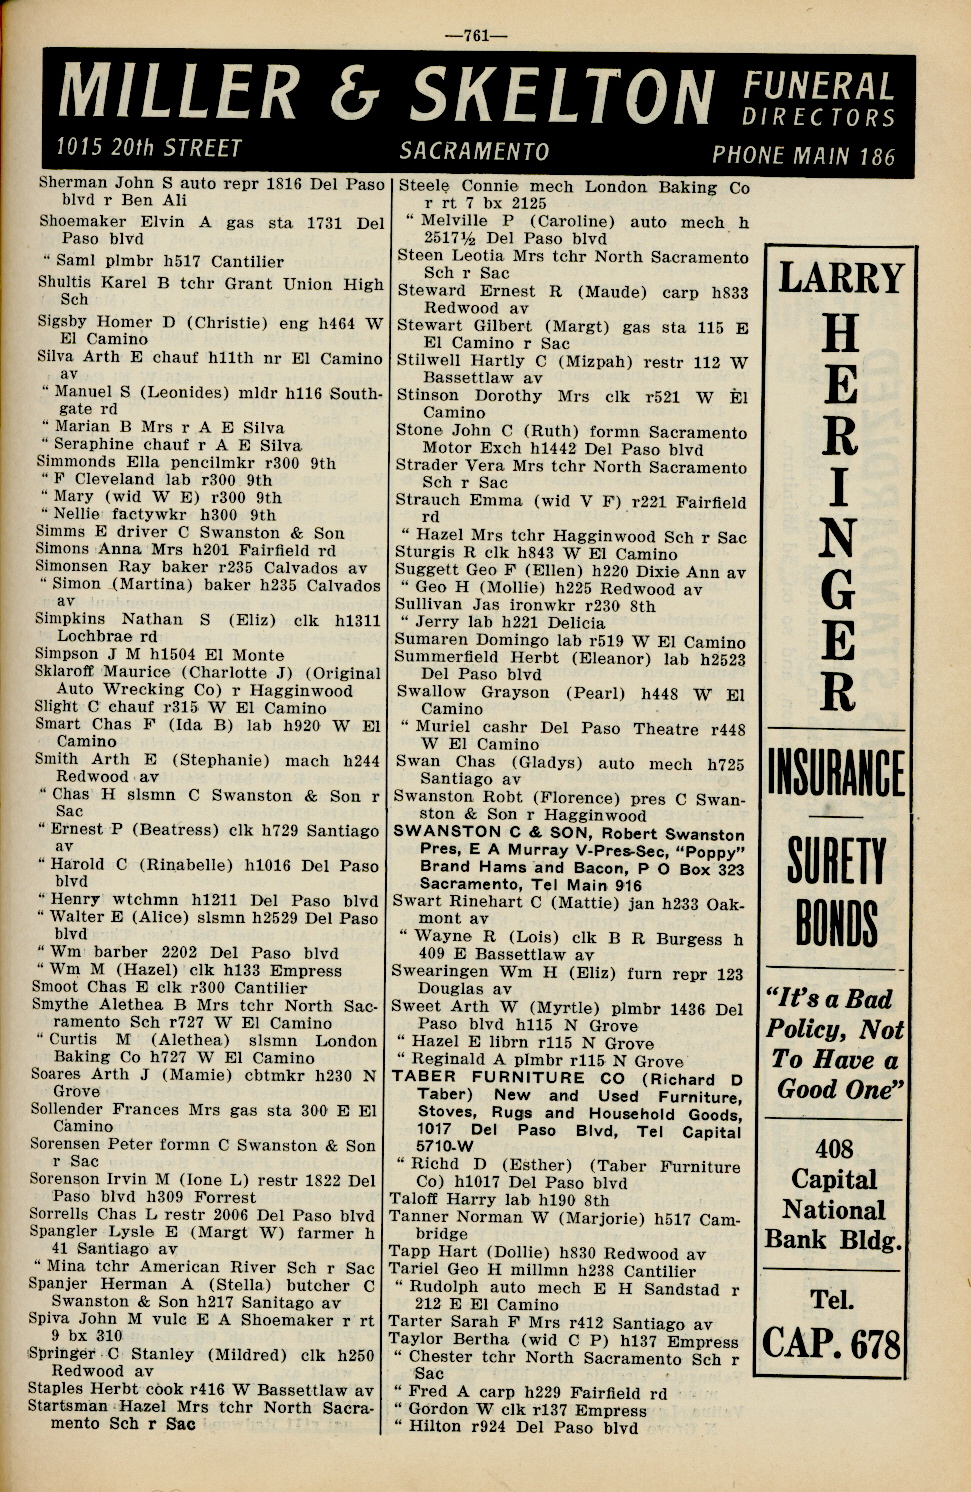 —761—
MILLER & SKELTON FUNERAL DIRECTORS
1015 20th STREET SACRAMENTO PHONE MAIN 186
Sherman John S auto repr 1816 Del Paso
blvd r Ben Ali
Shoemaker Elvin A gas sta 1731 Del
Paso blvd
“ Saml plmbr h517 Cantilier
Shultis Karel B tchr Grant Union High
Sch
Sigsby Homer D (Christie) eng h464 W
El Camino
Silva Arth E chauf h11th nr El Camino
av
“ Manuel S (Leonides) mldr h116 South-
gate rd
“ Marian B Mrs r A E Silva
“ Seraphine chauf r A E Silva
Simmonds Ella pencilmkr r300 9th
“ F Cleveland lab r300 9th
“ Mary (wid W E) r300 9th
“ Nellie factywkr h300 9th
Simms E driver C Swanston & Son
Simons Anna Mrs h201 Fairfield rd
Simonsen Ray baker r235 Calvados av
“ Simon (Martina) baker h235 Calvados
av
Simpkins Nathan S (Eliz) clk h1311
Lochbrae rd
Simpson J M h1504 El Monte
Sklaroff Maurice (Charlotte J) (Original
Auto Wrecking Co) r Hagginwood
Slight C chauf r315 W El Camino
Smart Chas F (Ida B) lab h920 W El
Camino
Smith Arth E (Stephanie) mach h244
Redwood av
“ Chas H slsmn C Swanston & Son r
Sac
“ Ernest P (Beatress) clk h729 Santiago
av
“ Harold C (Rinabelle) h1016 Del Paso
blvd
“ Henry wtchmn h1211 Del Paso blvd
“ Walter E (Alice) slsmn h2529 Del Paso
blvd
“ Wm barber 2202 Del Paso blvd
“ Wm M (Hazel) clk h133 Empress
Smoot Chas E clk r300 Cantilier
Smythe Alethea B Mrs tchr North Sac-
ramento Sch r727 W El Camino
“ Curtis M (Alethea) slsmn London
Baking Co h727 W El Camino
Soares Arth J (Mamie) cbtmkr h230 N
Grove
Sollender Frances Mrs gas sta 300 E El
Camino
Sorensen Peter formn C Swanston & Son
r Sac
Sorenson Irvin M (Ione L) restr 1822 Del
Paso blvd h309 Forrest
Sorrells Chas L restr 2006 Del Paso blvd
Spangler Lysle E (Margt W) farmer h
41 Santiago av
“ Mina tchr American River Sch r Sac
Spanjer Herman A (Stella) butcher C
Swanston & Son h217 Sanitago av
Spiva John M vulc E A Shoemaker r rt
9 bx 310
Springer C Stanley (Mildred) clk h250
Redwood av
Staples Herbt cook r416 W Bassettlaw av
Startsman Hazel Mrs tchr North Sacra-
mento Sch r Sac
Steele Connie mech London Baking Co
r rt 7 bx 2125
“ Melville P (Caroline) auto mech h
2517½ Del Paso blvd
Steen Leotia Mrs tchr North Sacramento
Sch r Sac
Steward Ernest R (Maude) carp h833
Redwood av
Stewart Gilbert (Margt) gas sta 115 E
El Camino r Sac
Stilwell Hartly C (Mizpah) restr 112 W
Bassettlaw av
Stinson Dorothy Mrs clk r521 W El
Camino
Stone John C (Ruth) formn Sacramento
Motor Exch h1442 Del Paso blvd
Strader Vera Mrs tchr North Sacramento
Sch r Sac
Strauch Emma (wid V F) r221 Fairfield
rd
“ Hazel Mrs tchr Hagginwood Sch r Sac
Sturgis R clk h843 W El Camino
Suggett Geo F (Ellen) h220 Dixie Ann av
“ Geo H (Mollie) h225 Redwood av
Sullivan Jas ironwkr r230 8th
“ Jerry lab h221 Delicia
Sumaren Domingo lab r519 W El Camino
Summerfield Herbt (Eleanor) lab h2523
Del Paso blvd
Swallow Grayson (Pearl) h448 W El
Camino
“ Muriel cashr Del Paso Theatre r448
W El Camino
Swan Chas (Gladys) auto mech h725
Santiago av
Swanston Robt (Florence) pres C Swan-
ston & Son r Hagginwood
SWANSTON C & SON, Robert Swanston
Pres, E A Murray V-Pres-Sec, “Poppy”
Brand Hams and Bacon, P O Box 323
Sacramento, Tel Main 916
Swart Rinehart C (Mattie) jan h233 Oak-
mont av
“ Wayne R (Lois) clk B R Burgess h
409 E Bassettlaw av
Swearingen Wm H (Eliz) furn repr 123
Douglas av
Sweet Arth W (Myrtle) plmbr 1436 Del
Paso blvd h115 N Grove
“ Hazel E librn r115 N Grove
“ Reginald A plmbr r115 N Grove
TABER FURNITURE CO (Richard D
Taber) New and Used Furniture,
Stoves, Rugs and Household Goods,
1017 Del Paso Blvd, Tel Capital
5710-W
“ Richd D (Esther) (Taber Furniture
Co) h1017 Del Paso blvd
Taloff Harry lab h190 8th
Tanner Norman W (Marjorie) h517 Cam-
bridge
Tapp Hart (Dollie) h830 Redwood av
Tariel Geo H millmn h238 Cantilier
“ Rudolph auto mech E H Sandstad r
212 E El Camino
Tarter Sarah F Mrs r412 Santiago av
Taylor Bertha (wid C P) h137 Empress
“ Chester tchr North Sacramento Sch r
Sac
“ Fred A carp h229 Fairfield rd
“ Gordon W clk r137 Empress
“ Hilton r924 Del Paso blvd
LARRY
H
E
R
I
N
G
E
R
INSURANCE
SURETY
BONDS
“It's a Bad
Policy, Not
To Have a
Good One”
408
Capital
National
Bank Bldg.
Tel.
CAP. 678